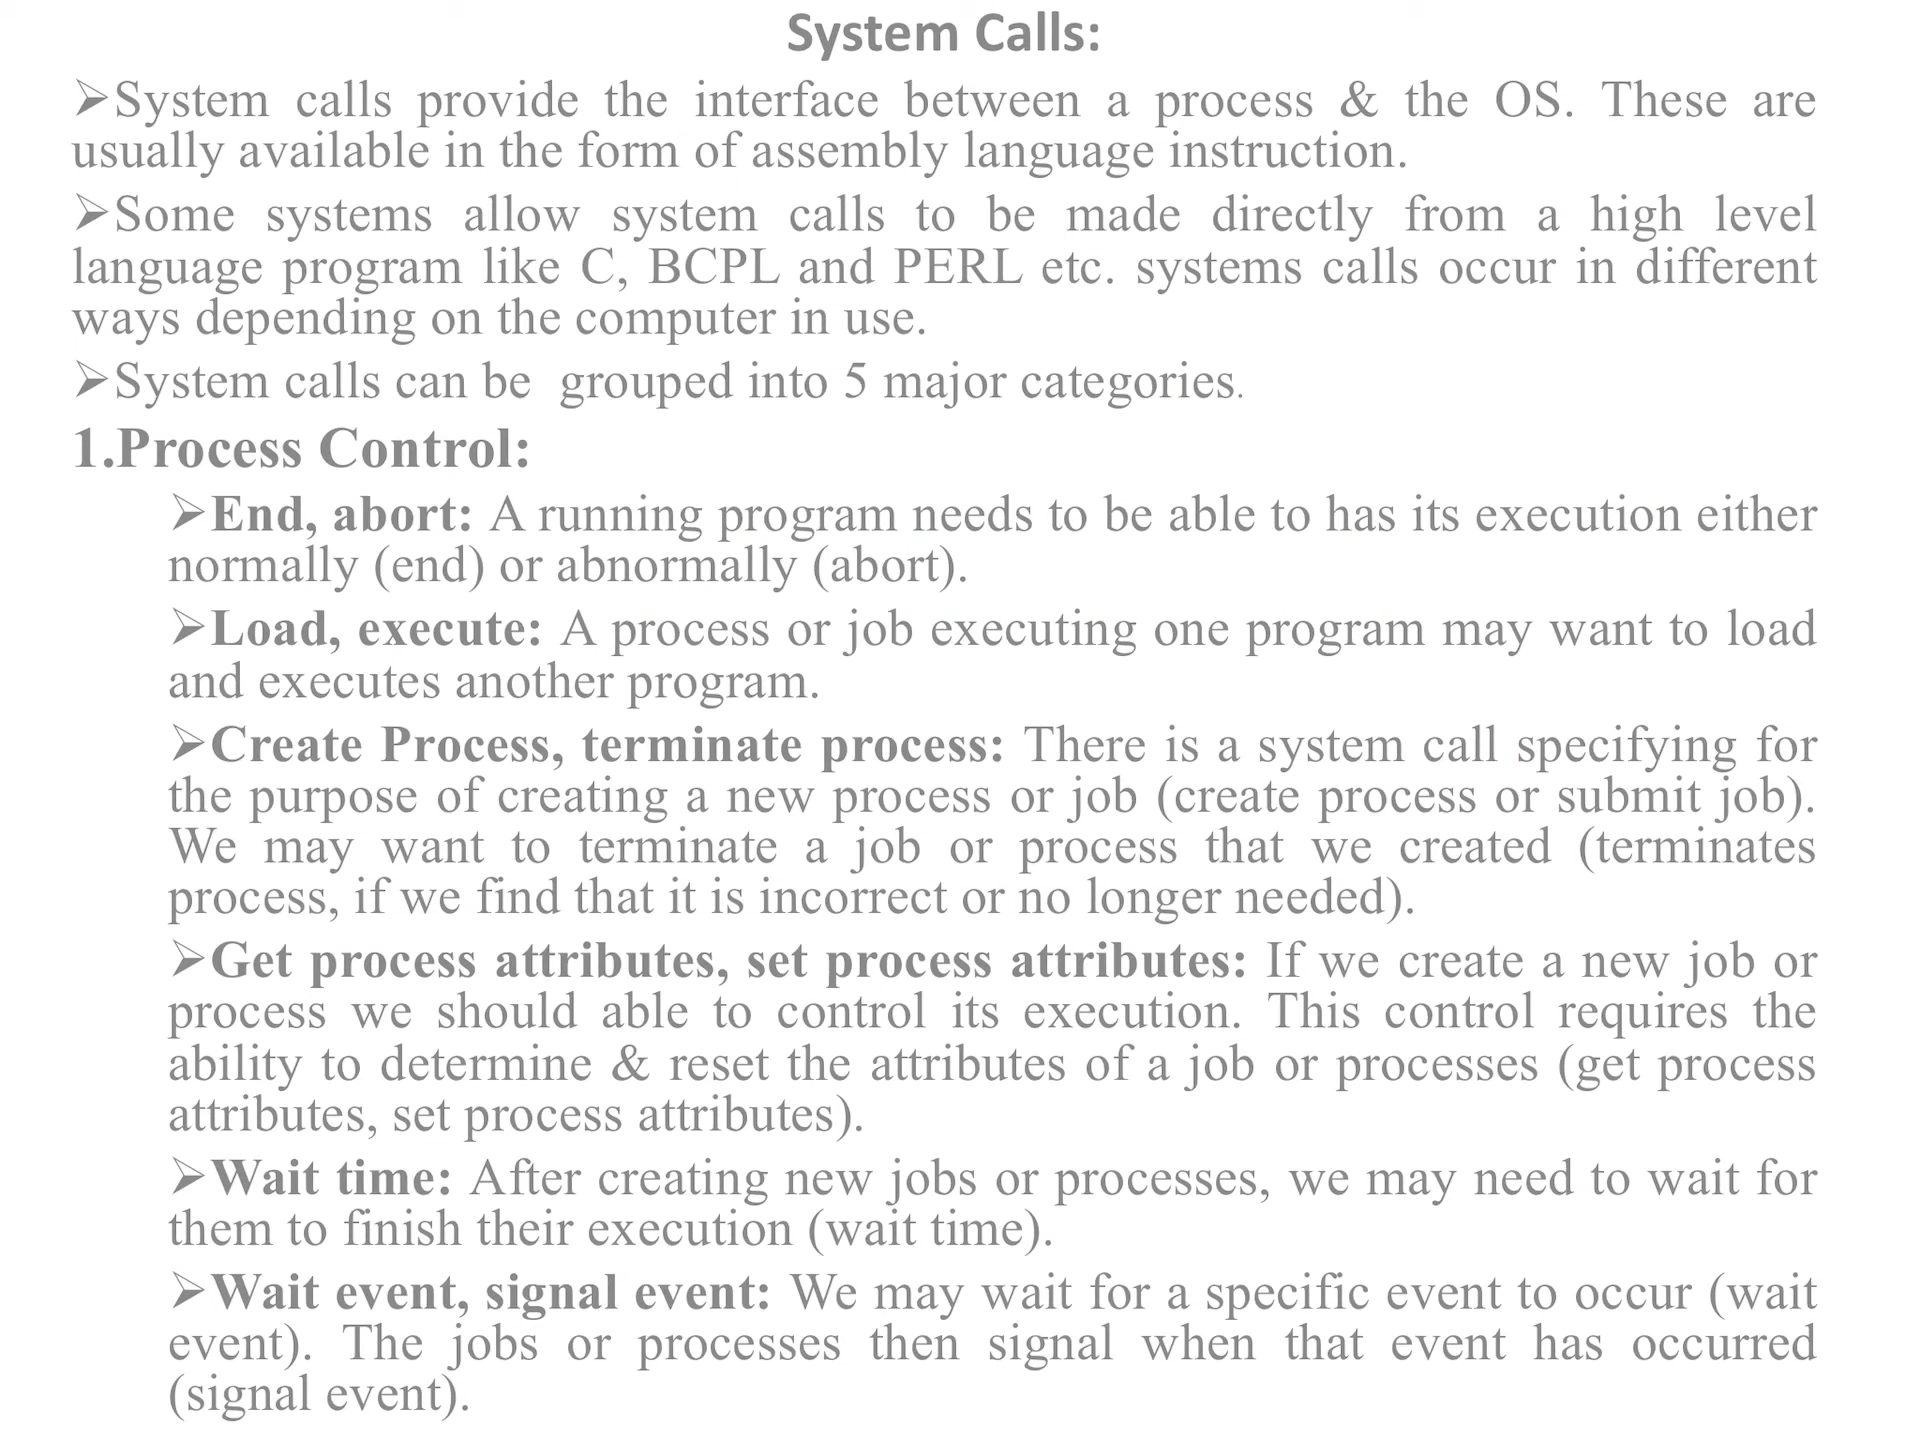 System Calls:
➢System calls provide the interface between a process & the OS. These are
usually available in the form of assembly language instruction.
➢Some systems allow system calls to be made directly from a high level
language program like C, BCPL and PERL etc. systems calls occur in different
ways depending on the computer in use.
➢System calls can be  grouped into 5 major categories.
1.Process Control:
➢End, abort: A running program needs to be able to has its execution either
normally (end) or abnormally (abort).
➢Load, execute: A process or job executing one program may want to load
and executes another program.
➢Create Process, terminate process: There is a system call specifying for
the purpose of creating a new process or job (create process or submit job).
We may want to terminate a job or process that we created (terminates
process, if we find that it is incorrect or no longer needed).
➢Get process attributes, set process attributes: If we create a new job or
process we should able to control its execution. This control requires the
ability to determine & reset the attributes of a job or processes (get process
attributes, set process attributes).
➢Wait time: After creating new jobs or processes, we may need to wait for
them to finish their execution (wait time).
➢Wait event, signal event: We may wait for a specific event to occur (wait
event). The jobs or processes then signal when that event has occurred
(signal event).